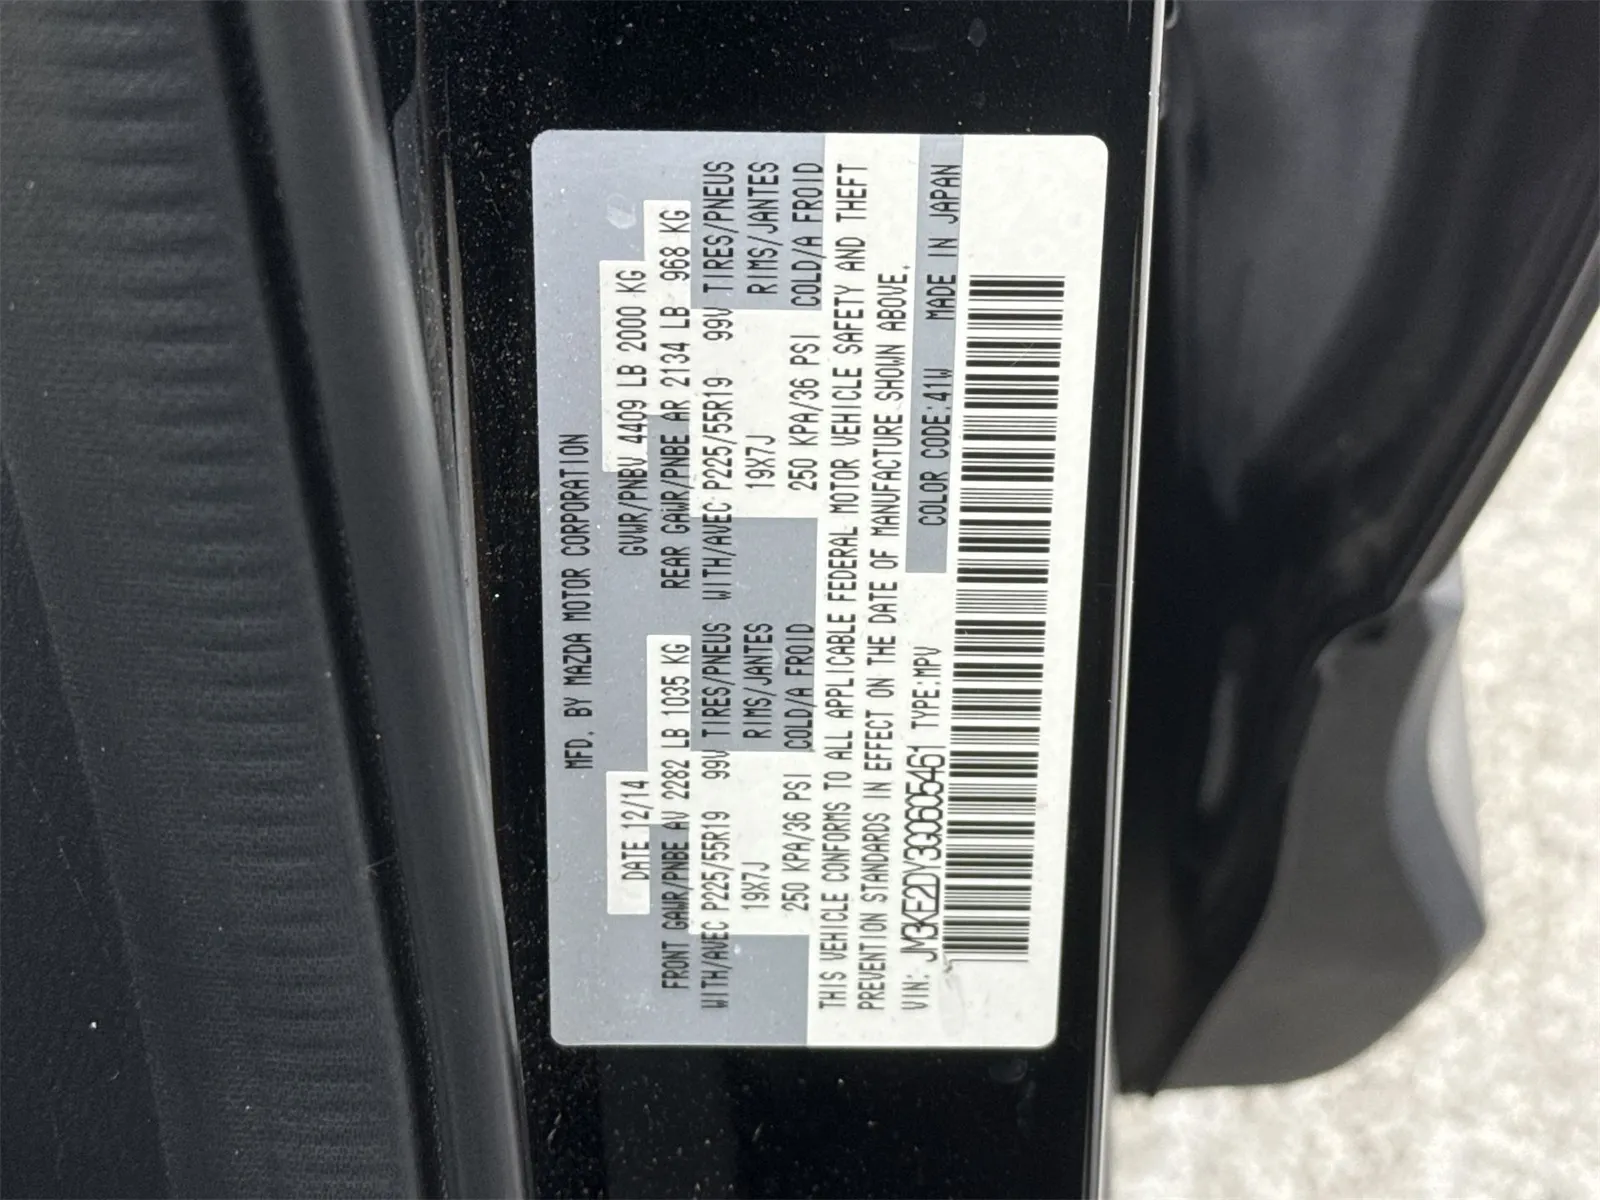 MFD. BY MAZDA MOTOR CORPORATION
DATE 12/14 GVWR/PNBV 4409 LB 2000 KG
FRONT GAWR/PNBE AV 2282 LB 1035 KG REAR GAWR/PNBE AR 2134 LB 968 KG
WITH/AVEC P225/55R19 99V TIRES/PNEUS WITH/AVEC P225/55R19 99V TIRES/PNEUS
19X7J RIMS/JANTES 19X7J RIMS/JANTES
250 KPA/36 PSI COLD/A FROID 250 KPA/36 PSI COLD/A FROID
THIS VEHICLE CONFORMS TO ALL APPLICABLE FEDERAL MOTOR VEHICLE SAFETY AND THEFT
PREVENTION STANDARDS IN EFFECT ON THE DATE OF MANUFACTURE SHOWN ABOVE.
VIN: JM3KE2DY3G0605461 TYPE:MPV COLOR CODE:41W MADE IN JAPAN